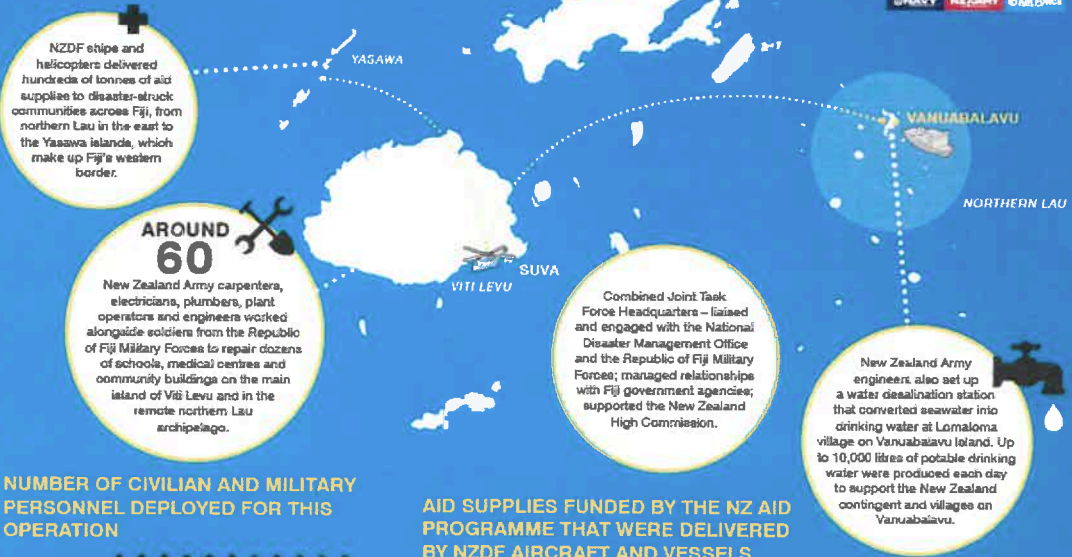 NAVY NZ ARMY AIR FORCE
NZDF ships and
helicopters delivered
hundreds of tonnes of aid
supplies to disaster-struck
communities across Fiji, from
northern Lau in the east to
the Yasawa islands, which
make up Fiji's western
border.
YASAWA
VANUABALAVU
NORTHERN LAU
AROUND
60
New Zealand Army carpenters,
electricians, plumbers, plant
operators and engineers worked
alongside soldiers from the Republic
of Fiji Military Forces to repair dozens
of schools, medical centres and
community buildings on the main
island of Viti Levu and in the
remote northern Lau
archipelago.
SUVA
VITI LEVU
Combined Joint Task
Force Headquarters – liaised
and engaged with the National
Disaster Management Office
and the Republic of Fiji Military
Forces; managed relationships
with Fiji government agencies;
supported the New Zealand
High Commission.
New Zealand Army
engineers also set up
a water desalination station
that converted seawater into
drinking water at Lomaloma
village on Vanuabalavu Island. Up
to 10,000 litres of potable drinking
water were produced each day
to support the New Zealand
contingent and villages on
Vanuabalavu.
NUMBER OF CIVILIAN AND MILITARY
PERSONNEL DEPLOYED FOR THIS
OPERATION
AID SUPPLIES FUNDED BY THE NZ AID
PROGRAMME THAT WERE DELIVERED
BY NZDF AIRCRAFT AND VESSELS